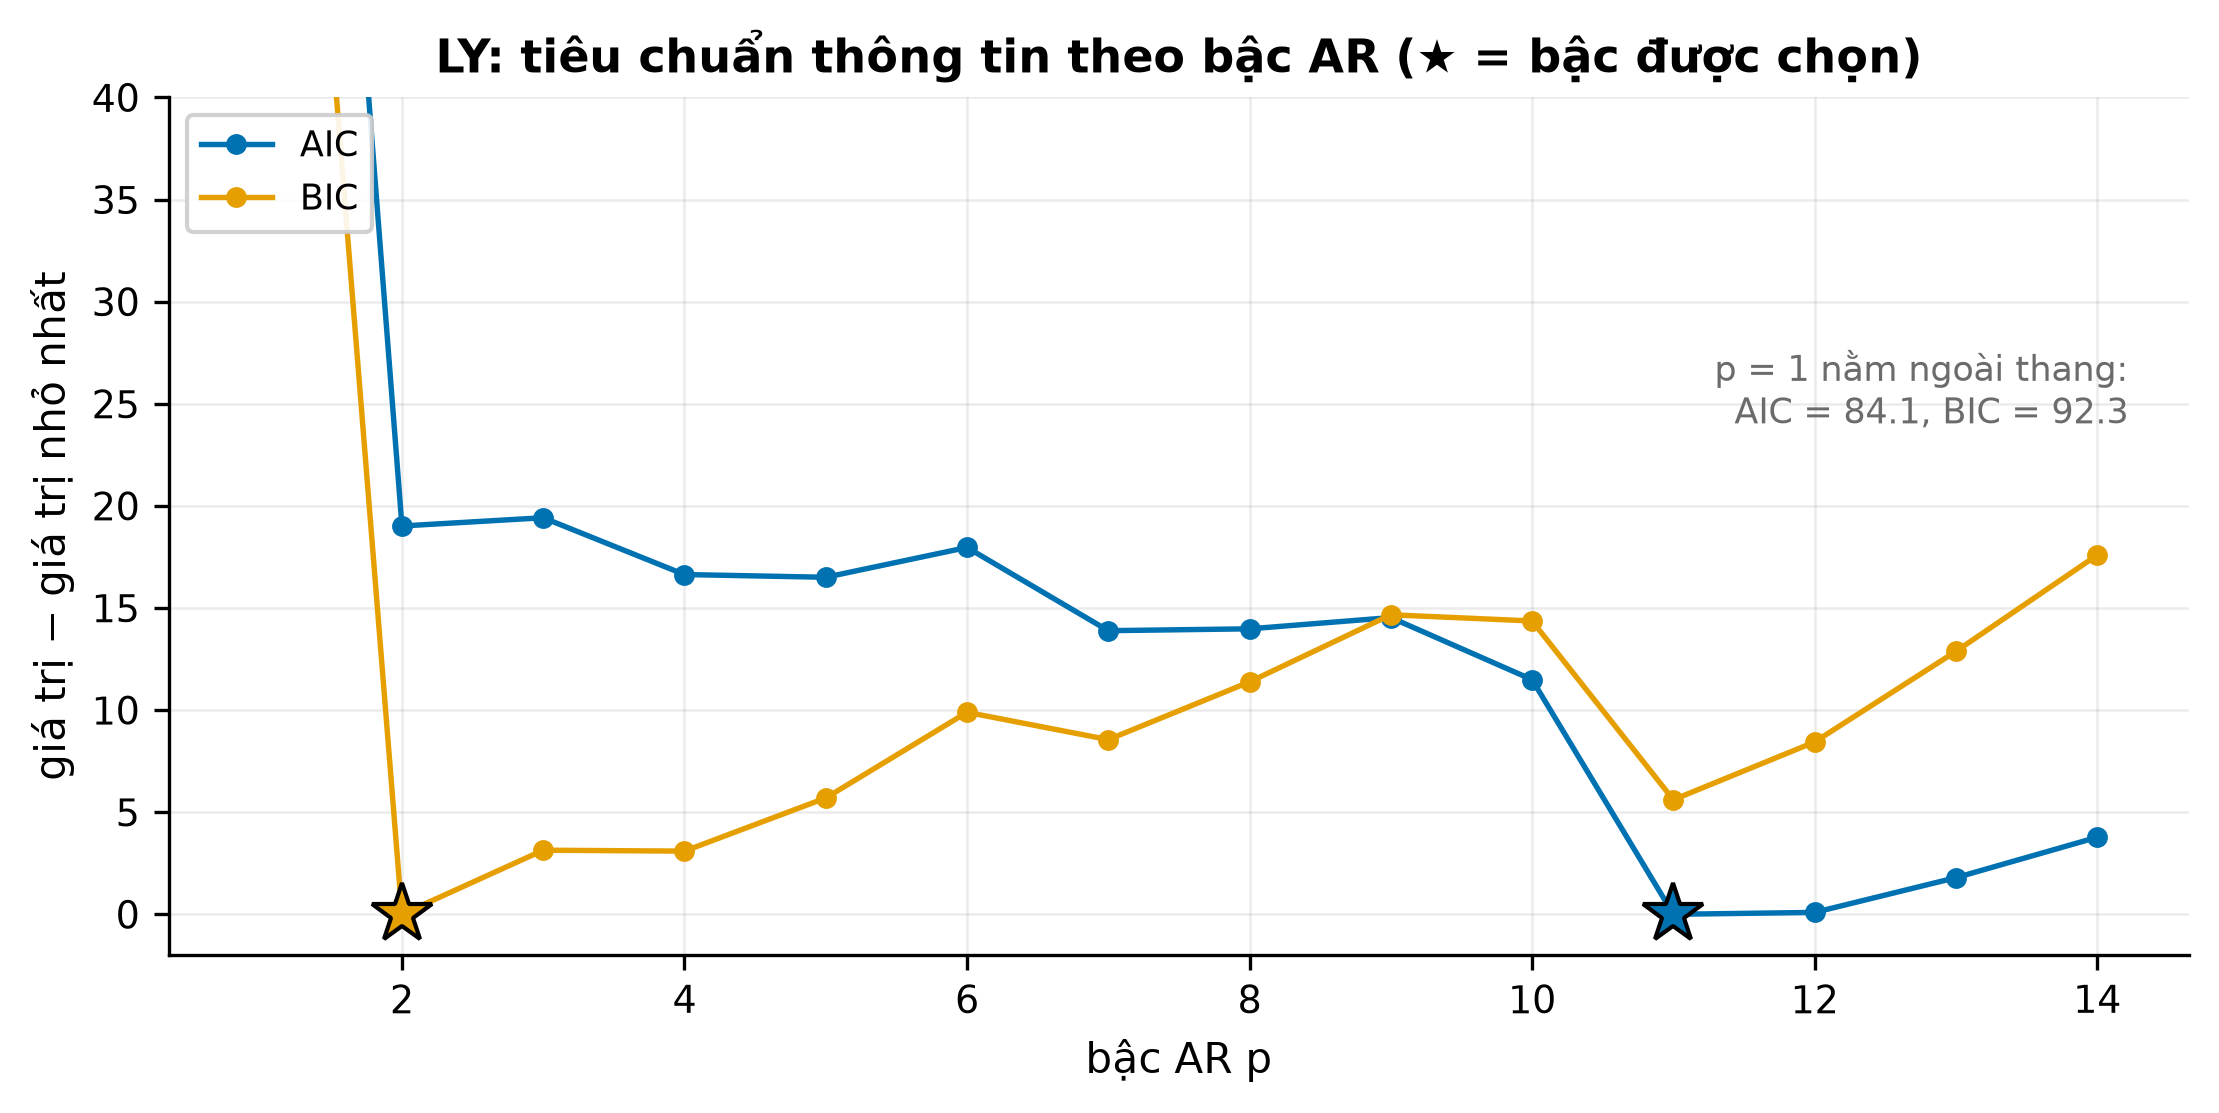 LY: tiêu chuẩn thông tin theo bậc AR (★ = bậc được chọn)
giá trị − giá trị nhỏ nhất
40
35
30
25
20
15
10
5
0
AIC
BIC
p = 1 nằm ngoài thang:
AIC = 84.1, BIC = 92.3
2
4
6
8
10
12
14
bậc AR p